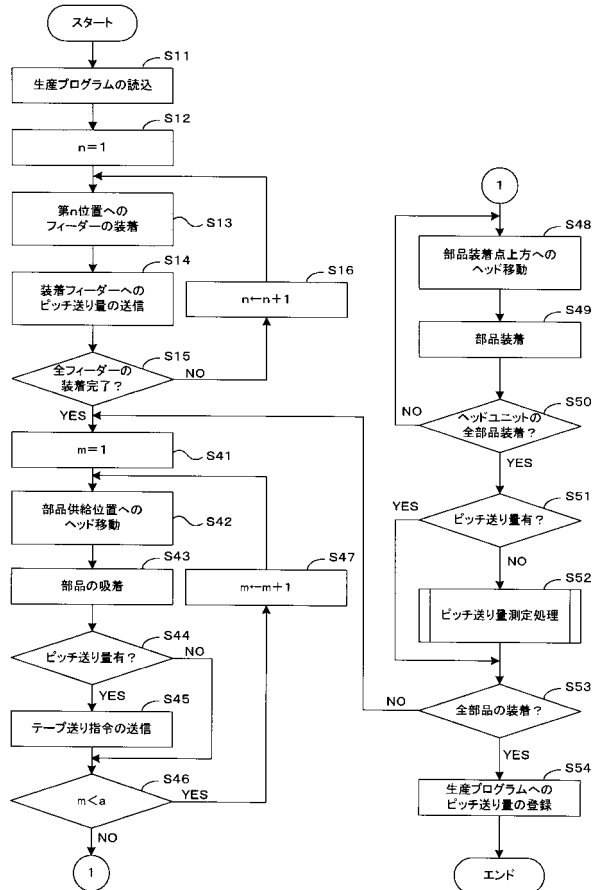 スタート
S11
生産プログラムの読込
S12
n=1
第n位置への
フィーダーの装着
S13
S14
装着フィーダーへの
ピッチ送り量の送信
S16
n←n+1
S15
全フィーダーの
装着完了?
NO
YES
m=1
S41
部品供給位置への
ヘッド移動
S42
S43
部品の吸着
S47
m←m+1
S44
ピッチ送り量有?
NO
YES
S45
テープ送り指令の送信
S46
m<a
YES
NO
1
1
S48
部品装着点上方への
ヘッド移動
S49
部品装着
S50
NO
ヘッドユニットの
全部品装着?
YES
S51
YES
ピッチ送り量有?
NO
S52
ピッチ送り量測定処理
S53
NO
全部品の装着?
YES
S54
生産プログラムへの
ピッチ送り量の登録
エンド